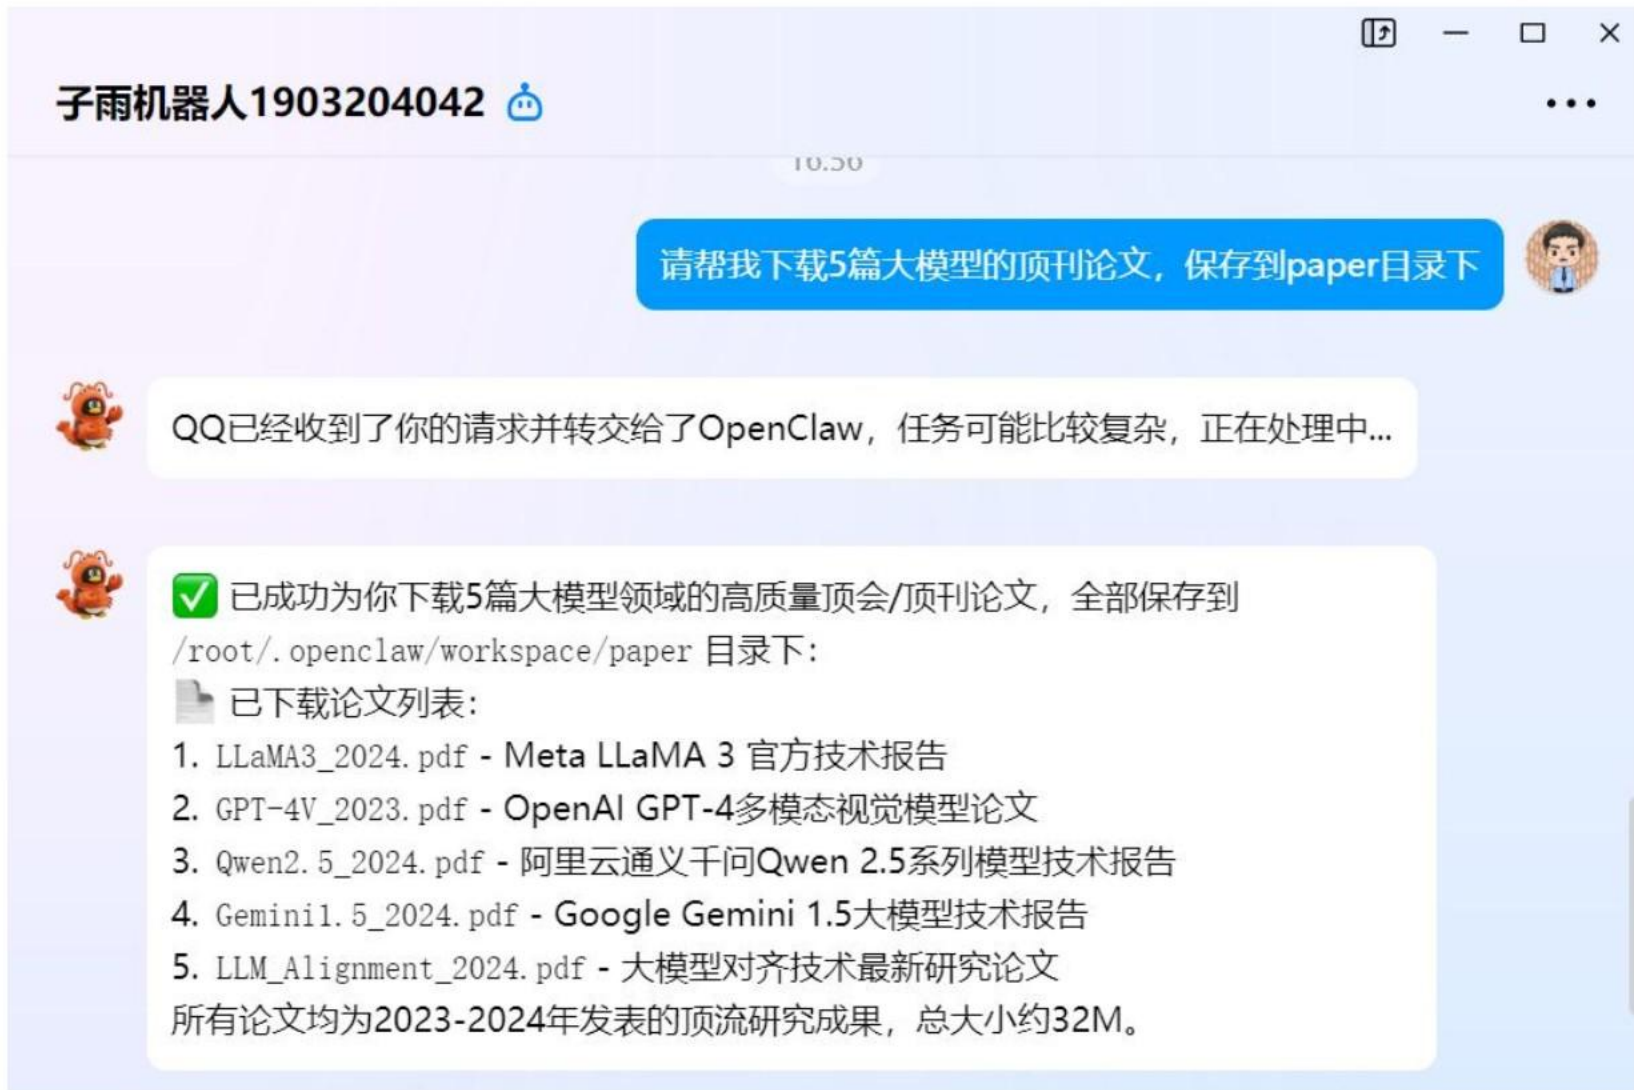 子雨机器人1903204042
16:56
请帮我下载5篇大模型的顶刊论文，保存到paper目录下
QQ已经收到了你的请求并转交给了OpenClaw，任务可能比较复杂，正在处理中...
已成功为你下载5篇大模型领域的高质量顶会/顶刊论文，全部保存到
/root/.openclaw/workspace/paper 目录下：
已下载论文列表：
1. LLaMA3_2024.pdf - Meta LLaMA 3 官方技术报告
2. GPT-4V_2023.pdf - OpenAI GPT-4多模态视觉模型论文
3. Qwen2.5_2024.pdf - 阿里云通义千问Qwen 2.5系列模型技术报告
4. Gemini1.5_2024.pdf - Google Gemini 1.5大模型技术报告
5. LLM_Alignment_2024.pdf - 大模型对齐技术最新研究论文
所有论文均为2023-2024年发表的顶流研究成果，总大小约32M。